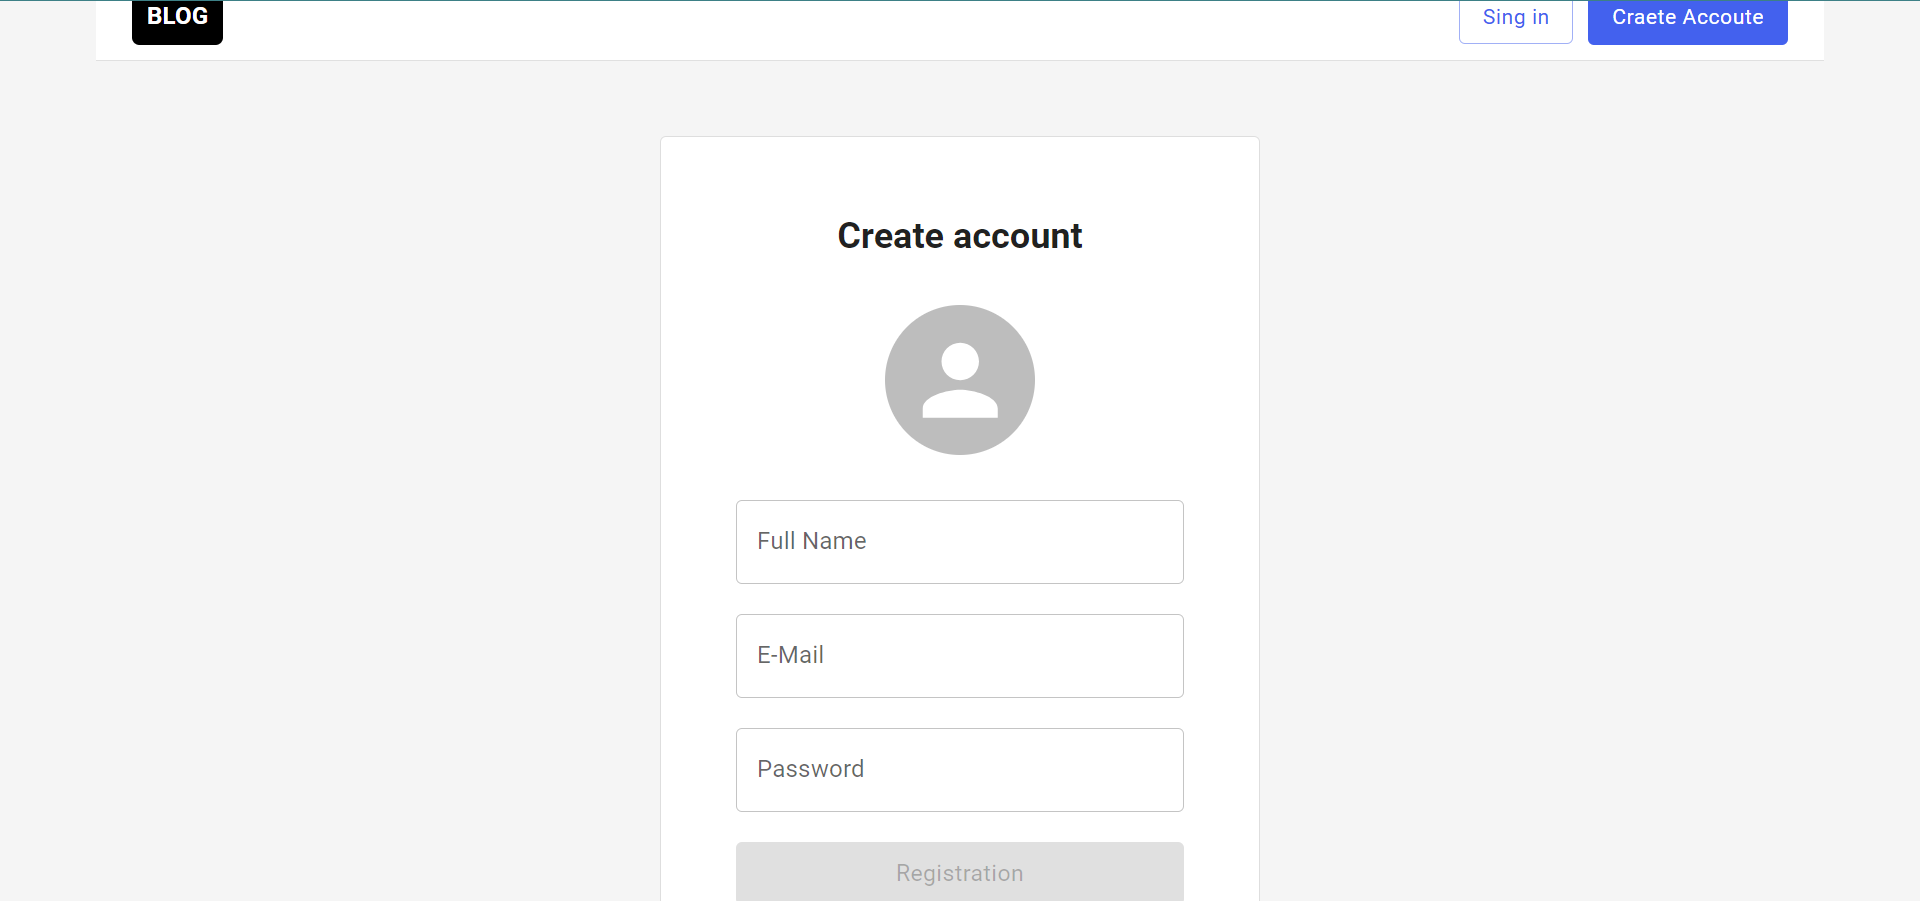 BLOG
Sing in
Craete Accoute
Create account
Full Name
E-Mail
Password
Registration